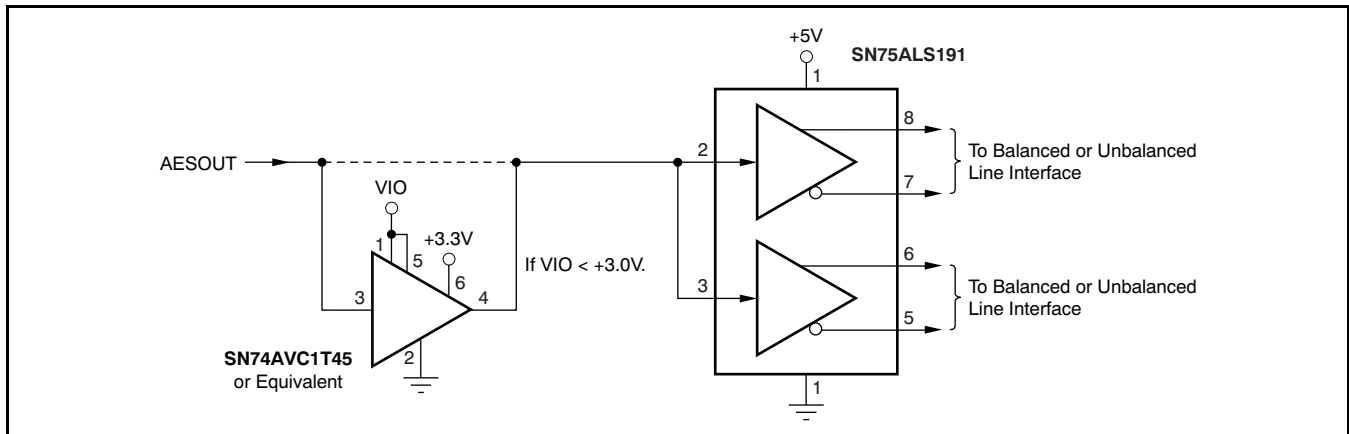 +5V
SN75ALS191
1
8
AESOUT
2
To Balanced or Unbalanced
Line Interface
7
VIO
+3.3V
1
5
6
If VIO < +3.0V.
6
3
4
3
To Balanced or Unbalanced
Line Interface
5
SN74AVC1T45
or Equivalent
2
1